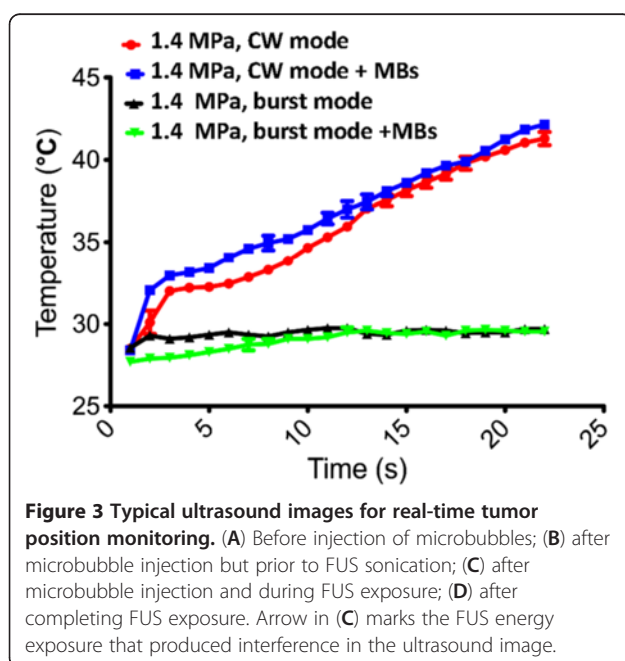 1.4 MPa, CW mode
1.4 MPa, CW mode + MBs
1.4 MPa, burst mode
1.4 MPa, burst mode +MBs
Temperature (°C)
45
40
35
30
25
0
5
10
15
20
25
Time (s)
Figure 3 Typical ultrasound images for real-time tumor
position monitoring. (A) Before injection of microbubbles; (B) after
microbubble injection but prior to FUS sonication; (C) after
microbubble injection and during FUS exposure; (D) after
completing FUS exposure. Arrow in (C) marks the FUS energy
exposure that produced interference in the ultrasound image.